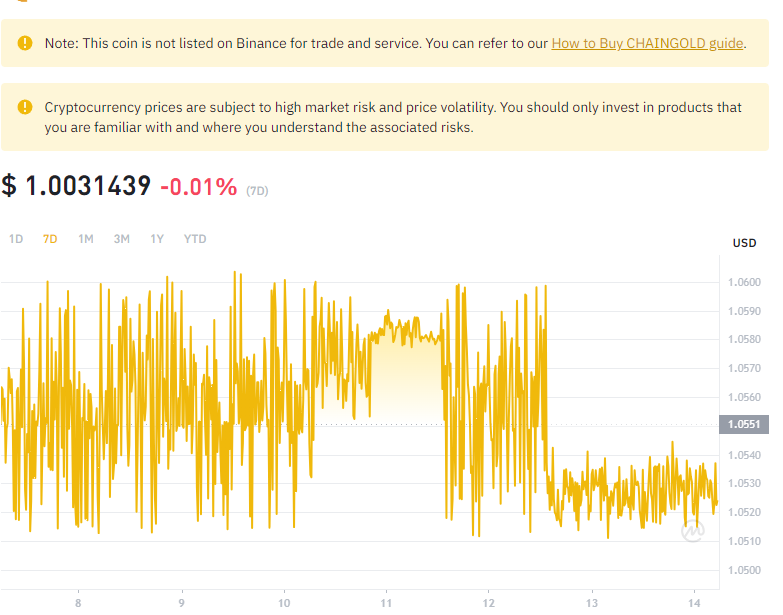 Note: This coin is not listed on Binance for trade and service. You can refer to our How to Buy CHAINGOLD guide.
Cryptocurrency prices are subject to high market risk and price volatility. You should only invest in products that
you are familiar with and where you understand the associated risks.
$ 1.0031439 -0.01% (7D)
1D 7D 1M 3M 1Y YTD
USD
1.0600
1.0590
1.0580
1.0570
1.0560
1.0551
1.0540
1.0530
1.0520
1.0510
1.0500
8 9 10 11 12 13 14